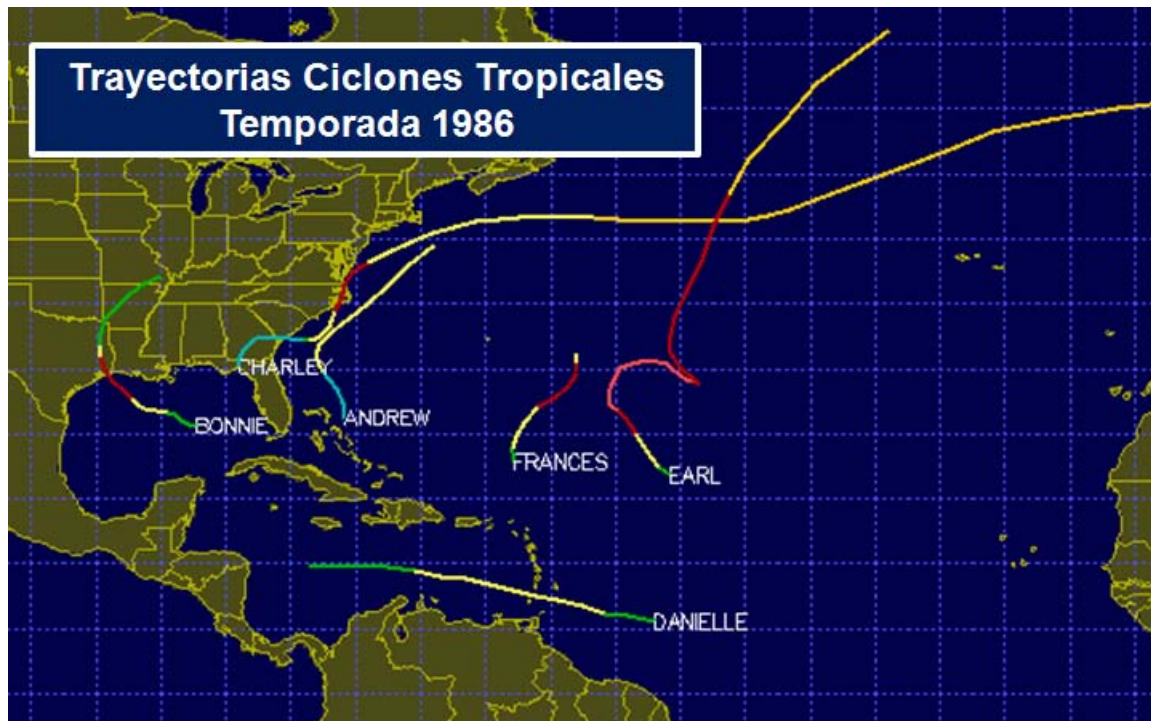 Trayectorias Ciclones Tropicales
Temporada 1986
CHARLEY
BONNIE
ANDREW
FRANCES
EARL
DANIELLE